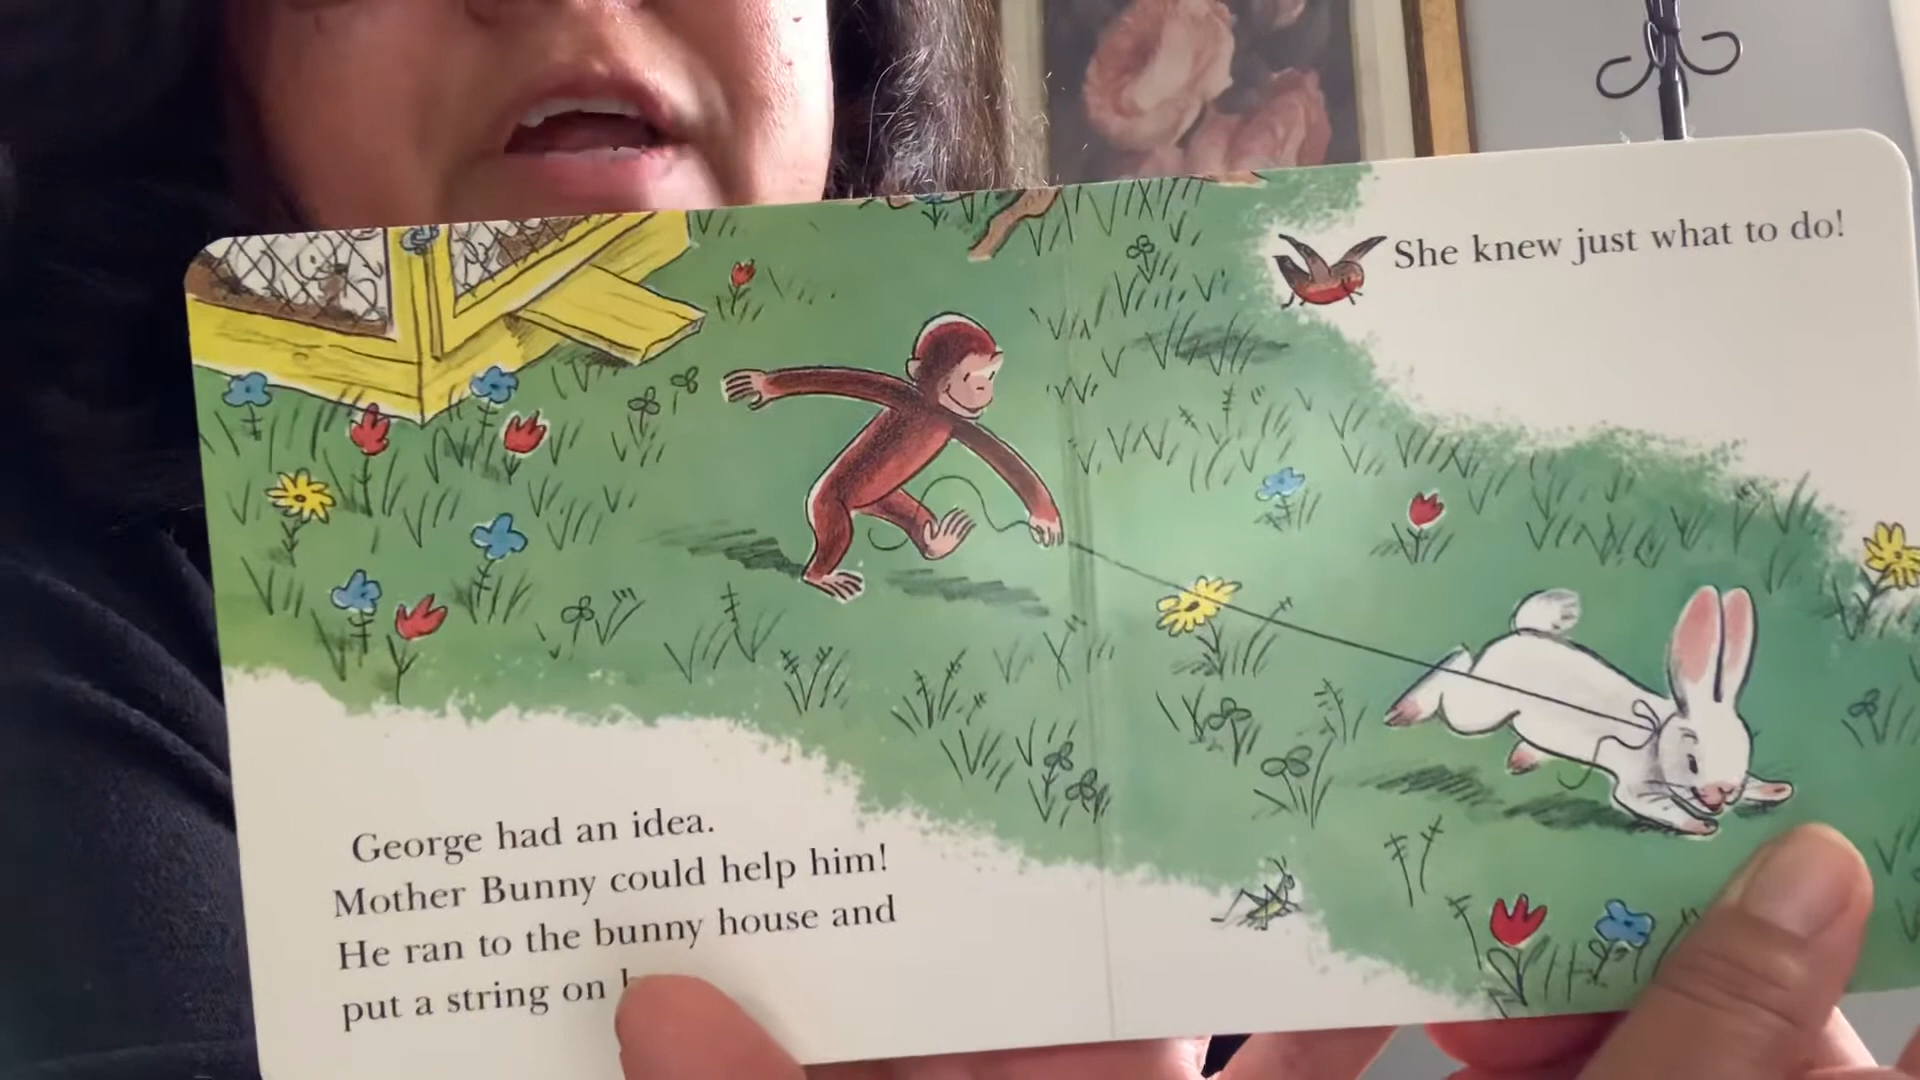 George had an idea.
Mother Bunny could help him!
He ran to the bunny house and
put a string on
She knew just what to do!